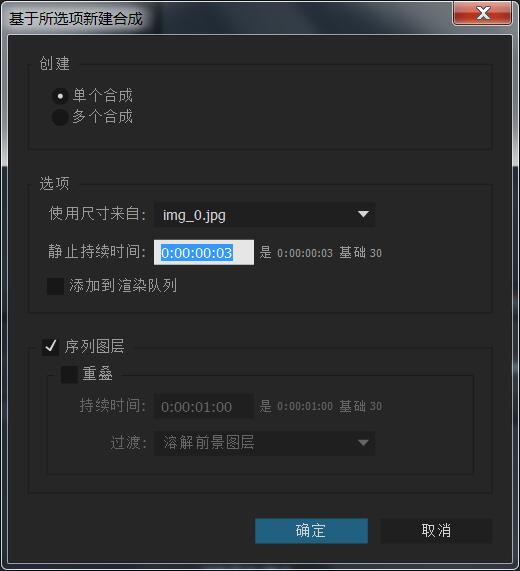 基于所选项新建合成
创建
单个合成
多个合成
选项
使用尺寸来自: img_0.jpg
静止持续时间: 0:00:00:03 是 0:00:00:03 基础 30
添加到渲染队列
序列图层
重叠
持续时间: 0:00:01:00 是 0:00:01:00 基础 30
过渡: 溶解前景图层
确定 取消